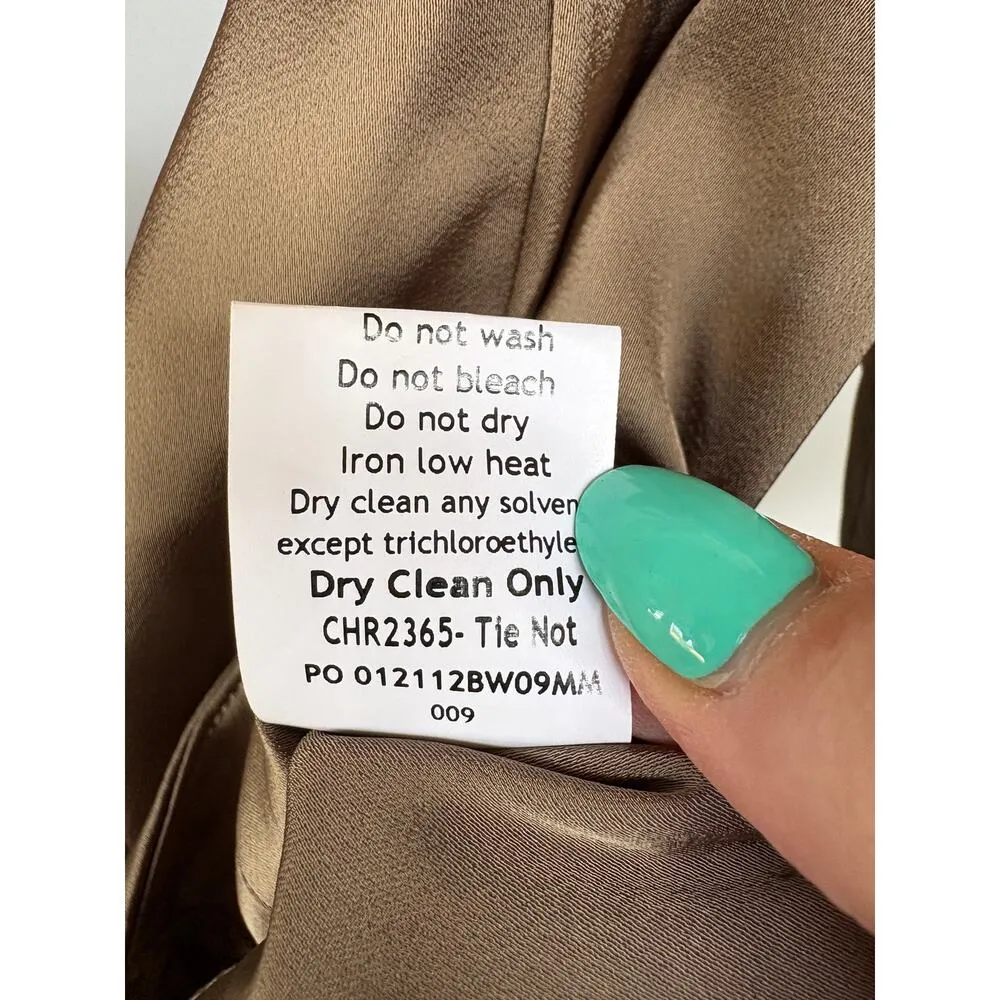 Do not wash
Do not bleach
Do not dry
Iron low heat
Dry clean any solven
except trichloroethyle
Dry Clean Only
CHR2365- Tie Not
PO 012112BW09MM
009